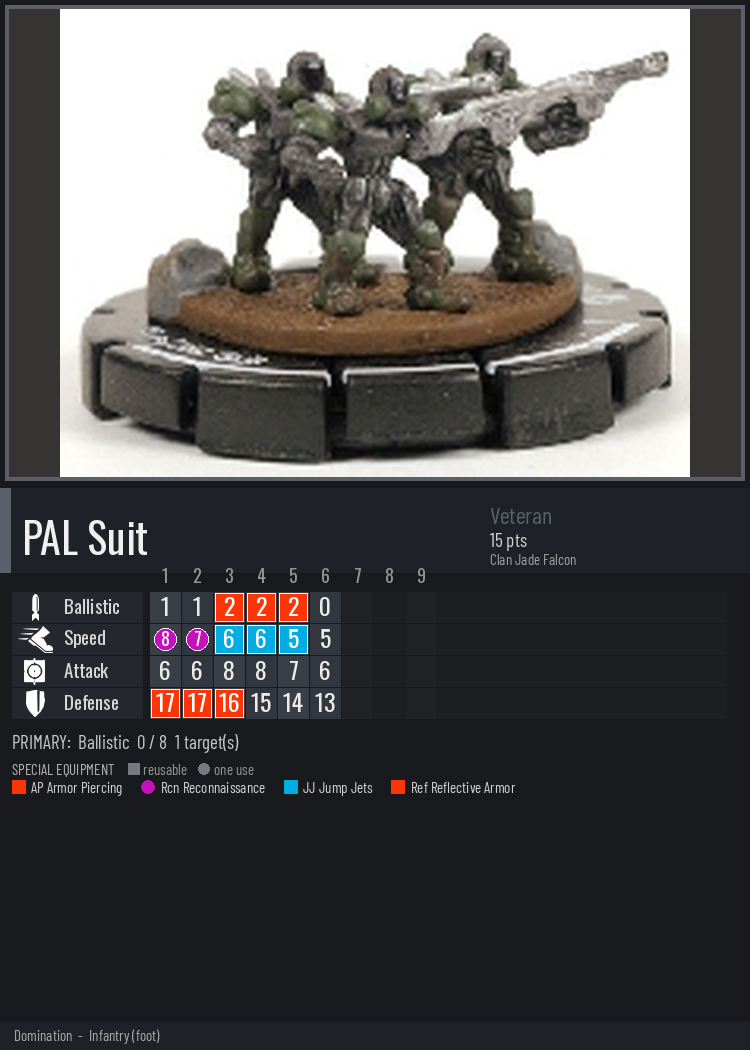 PAL Suit
Veteran
15 pts
Clan Jade Falcon
1 2 3 4 5 6 7 8 9
Ballistic 1 1 2 2 2 0
Speed 8 7 6 6 5 5
Attack 6 6 8 8 7 6
Defense 17 17 16 15 14 13
PRIMARY: Ballistic 0 / 8 1 target(s)
SPECIAL EQUIPMENT reusable one use
AP Armor Piercing Rcn Reconnaissance JJ Jump Jets Ref Reflective Armor
Domination - Infantry (foot)